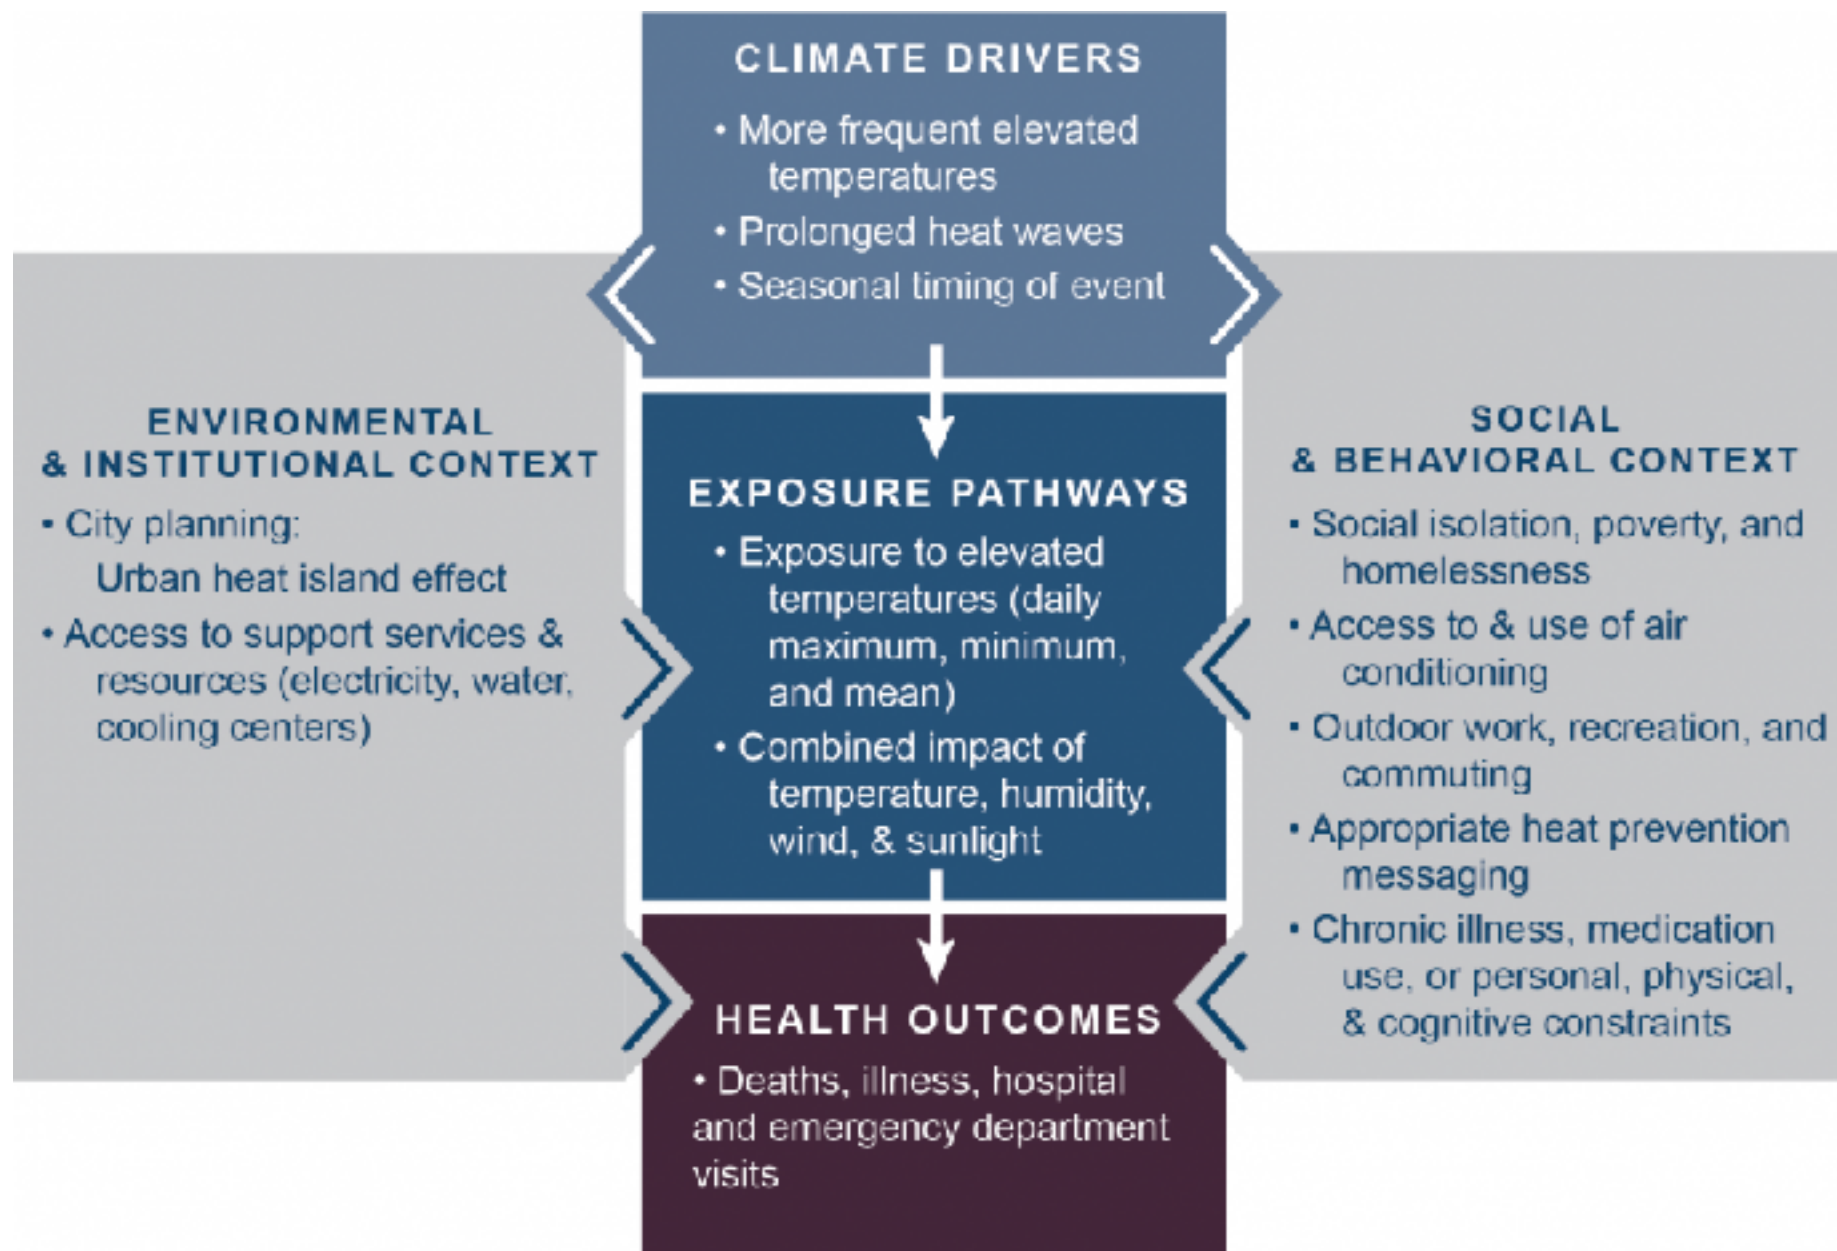 CLIMATE DRIVERS
• More frequent elevated
temperatures
• Prolonged heat waves
• Seasonal timing of event
ENVIRONMENTAL
& INSTITUTIONAL CONTEXT
• City planning:
Urban heat island effect
• Access to support services &
resources (electricity, water,
cooling centers)
EXPOSURE PATHWAYS
• Exposure to elevated
temperatures (daily
maximum, minimum,
and mean)
• Combined impact of
temperature, humidity,
wind, & sunlight
SOCIAL
& BEHAVIORAL CONTEXT
• Social isolation, poverty, and
homelessness
• Access to & use of air
conditioning
• Outdoor work, recreation, and
commuting
• Appropriate heat prevention
messaging
• Chronic illness, medication
use, or personal, physical,
& cognitive constraints
HEALTH OUTCOMES
• Deaths, illness, hospital
and emergency department
visits